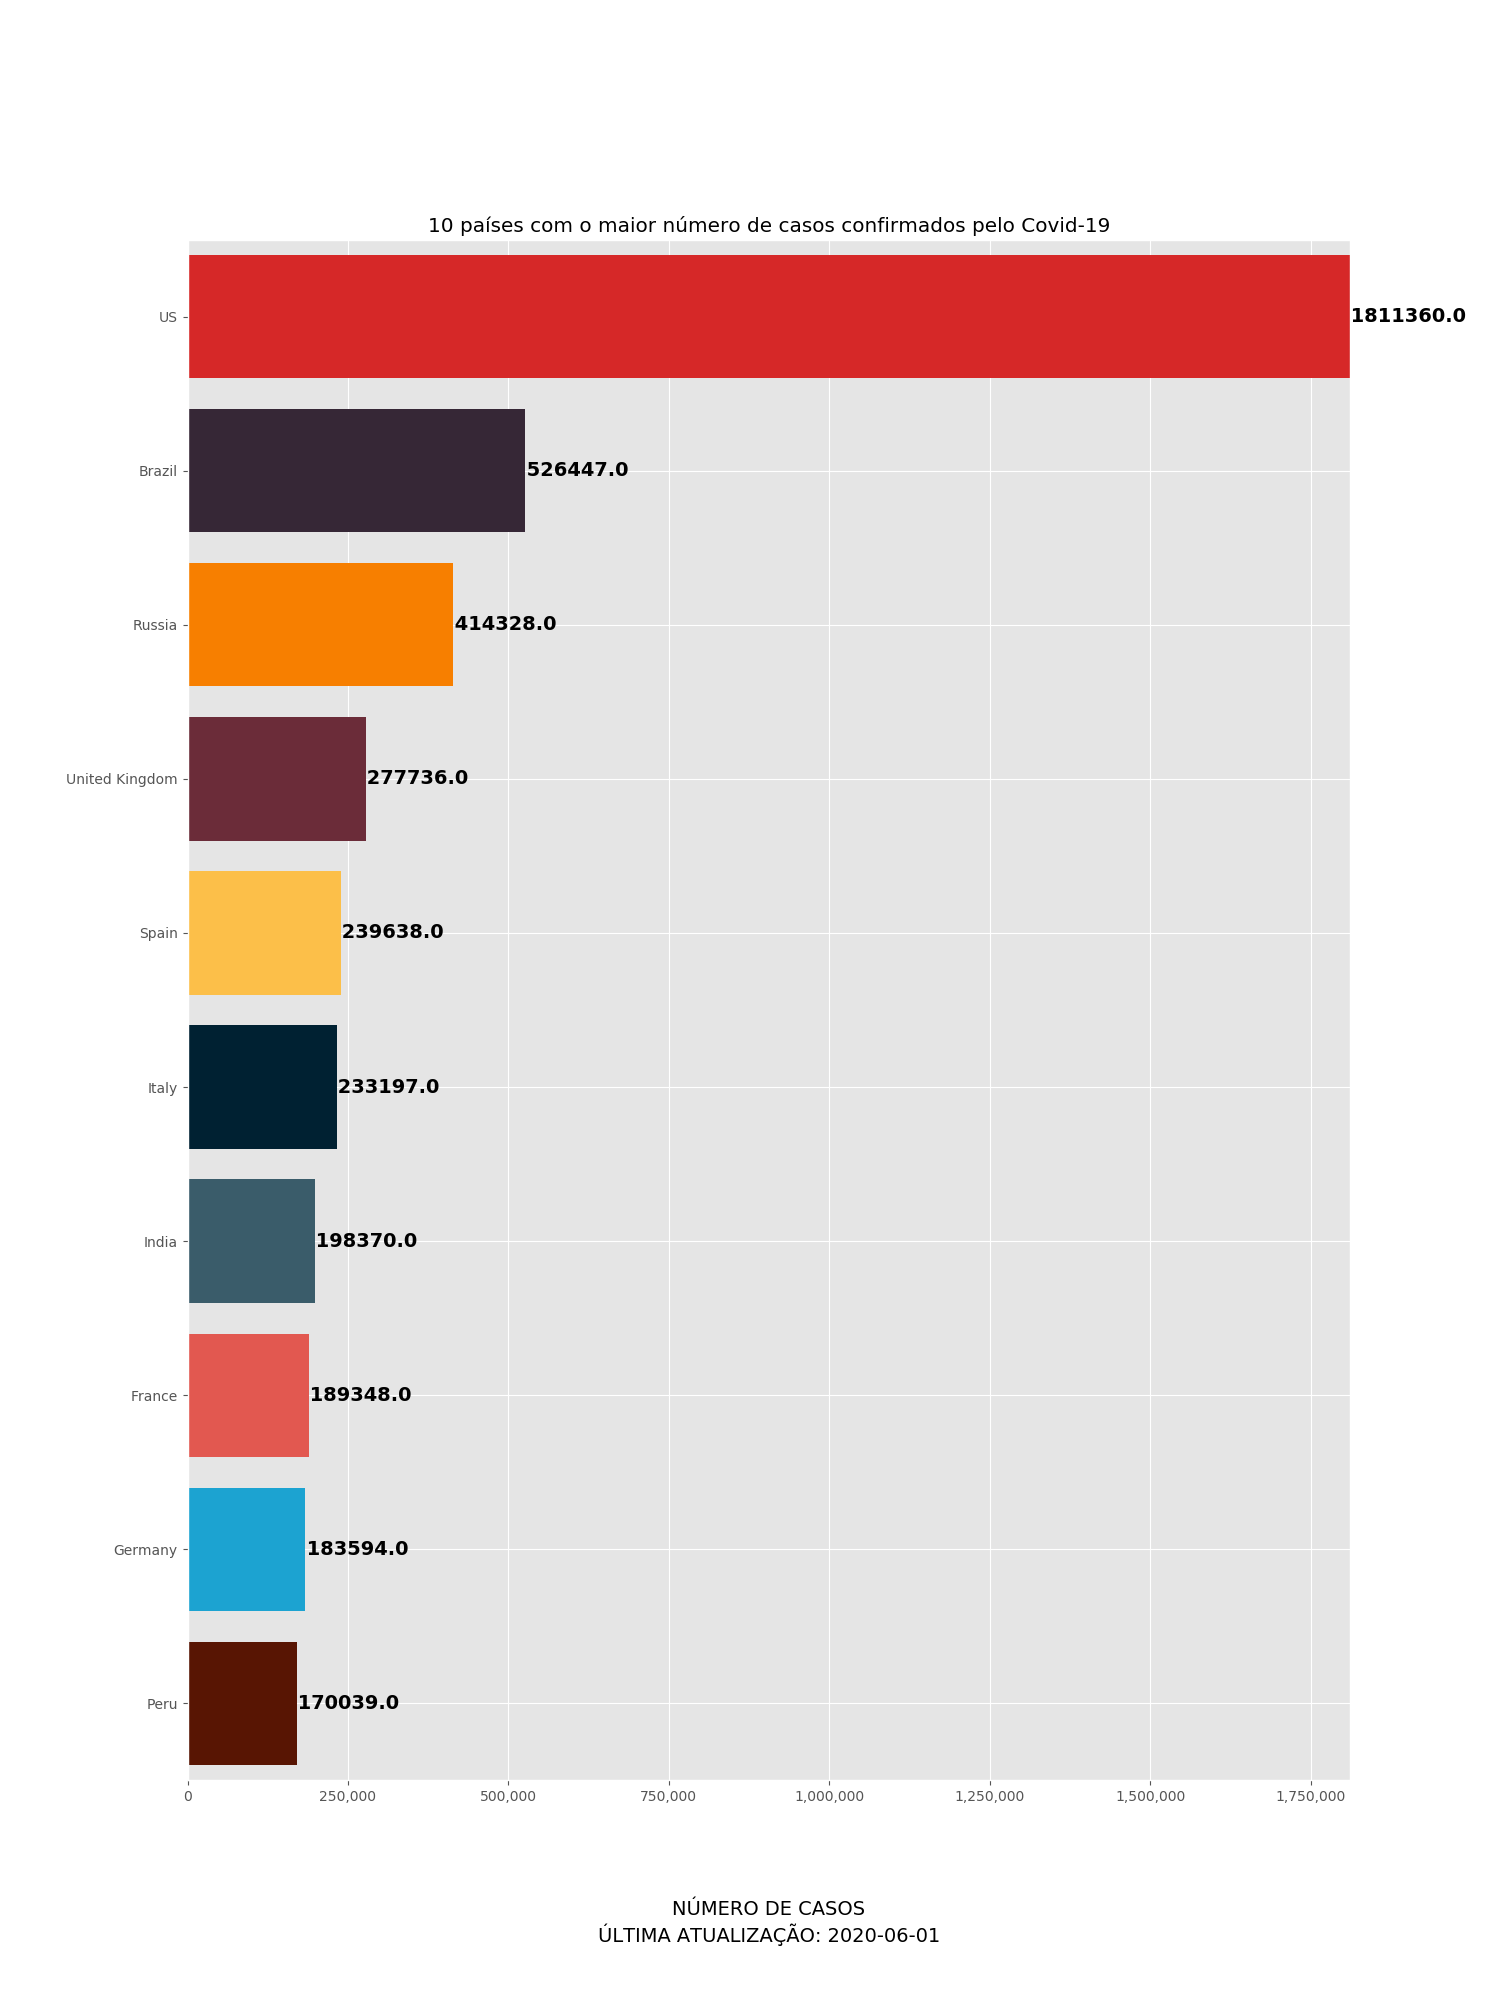 10 países com o maior número de casos confirmados pelo Covid-19
US 1811360.0
Brazil 526447.0
Russia 414328.0
United Kingdom 277736.0
Spain 239638.0
Italy 233197.0
India 198370.0
France 189348.0
Germany 183594.0
Peru 170039.0
0 250,000 500,000 750,000 1,000,000 1,250,000 1,500,000 1,750,000
NÚMERO DE CASOS
ÚLTIMA ATUALIZAÇÃO: 2020-06-01